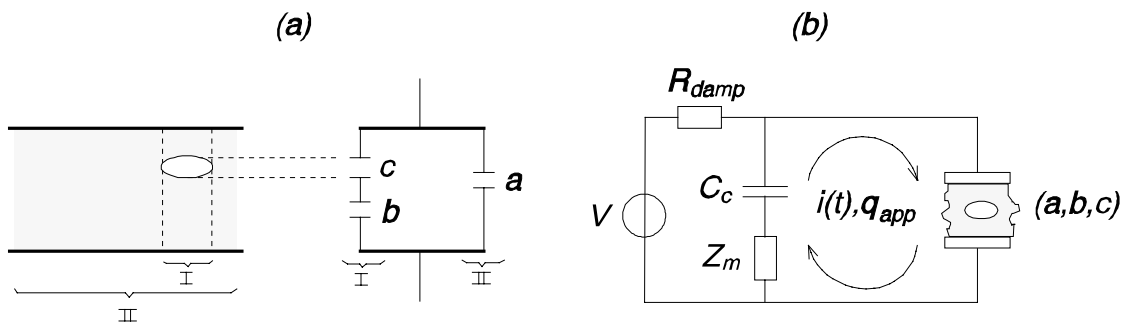 (a)
(b)
R_damp
c
b
a
C_c
Z_m
V
i(t),q_app
(a,b,c)
I
I
II
II